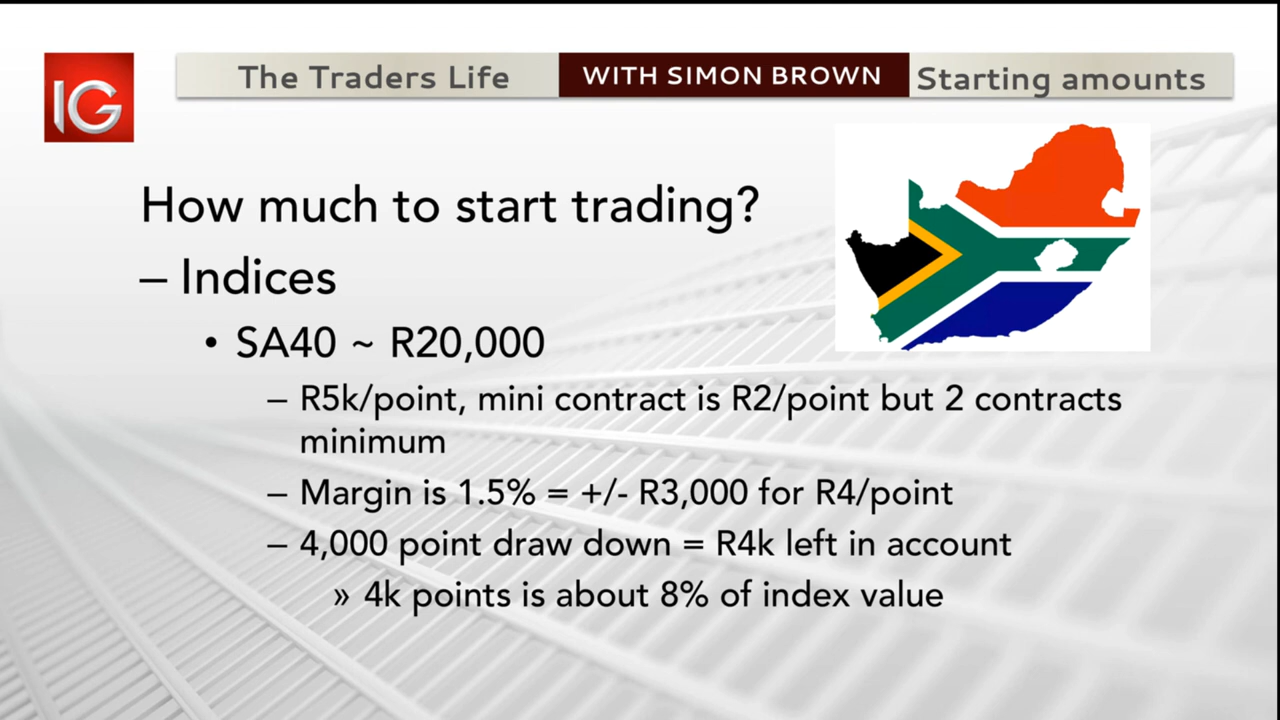 IG
The Traders Life
WITH SIMON BROWN
Starting amounts
How much to start trading?
– Indices
• SA40 ~ R20,000
– R5k/point, mini contract is R2/point but 2 contracts
minimum
– Margin is 1.5% = +/- R3,000 for R4/point
– 4,000 point draw down = R4k left in account
» 4k points is about 8% of index value